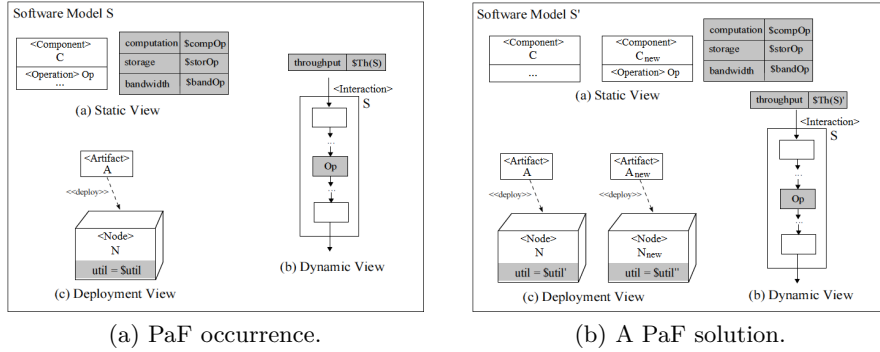 Software Model S
<Component>
C
<Operation> Op
...
computation $compOp
storage $storOp
bandwidth $bandOp
(a) Static View
throughput $Th(S)
<Interaction>
S
...
Op
...
(b) Dynamic View
<Artifact>
A
<<deploy>>
<Node>
N
util = $util
(c) Deployment View
(a) PaF occurrence.
Software Model S'
<Component>
C
...
<Component>
Cnew
<Operation> Op
computation $compOp
storage $storOp
bandwidth $bandOp
(a) Static View
throughput $Th(S)'
<Interaction>
S
...
Op
...
(b) Dynamic View
<Artifact>
A
<<deploy>>
<Node>
N
util = $util'
<Artifact>
Anew
<<deploy>>
<Node>
Nnew
util = $util''
(c) Deployment View
(b) A PaF solution.